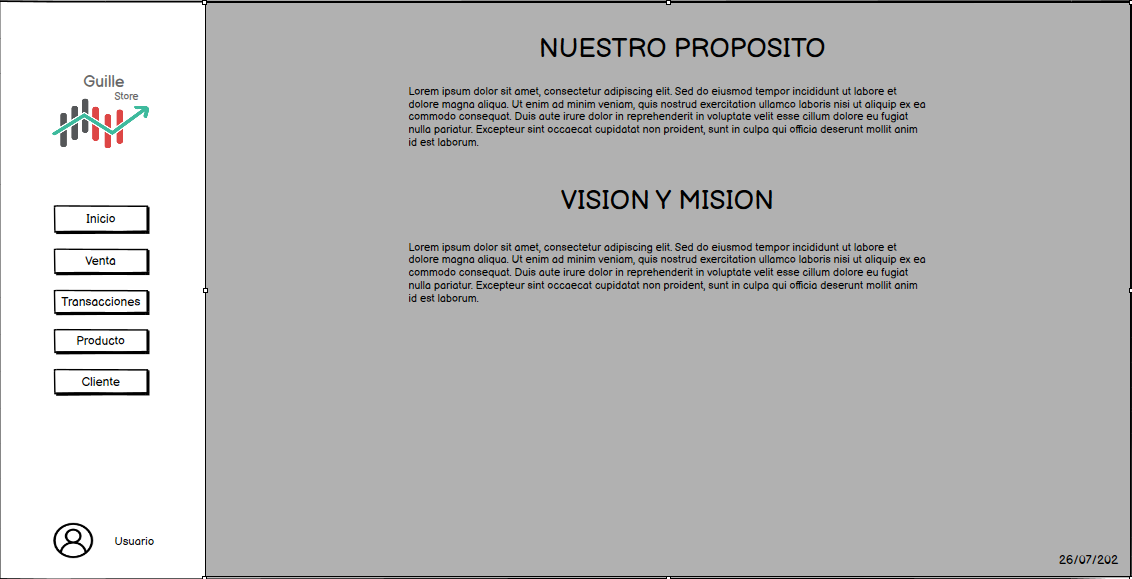 Guille
Store
Inicio
Venta
Transacciones
Producto
Cliente
Usuario
NUESTRO PROPOSITO
Lorem ipsum dolor sit amet, consectetur adipiscing elit. Sed do eiusmod tempor incididunt ut labore et
dolore magna aliqua. Ut enim ad minim veniam, quis nostrud exercitation ullamco laboris nisi ut aliquip ex ea
commodo consequat. Duis aute irure dolor in reprehenderit in voluptate velit esse cillum dolore eu fugiat
nulla pariatur. Excepteur sint occaecat cupidatat non proident, sunt in culpa qui officia deserunt mollit anim
id est laborum.
VISION Y MISION
Lorem ipsum dolor sit amet, consectetur adipiscing elit. Sed do eiusmod tempor incididunt ut labore et
dolore magna aliqua. Ut enim ad minim veniam, quis nostrud exercitation ullamco laboris nisi ut aliquip ex ea
commodo consequat. Duis aute irure dolor in reprehenderit in voluptate velit esse cillum dolore eu fugiat
nulla pariatur. Excepteur sint occaecat cupidatat non proident, sunt in culpa qui officia deserunt mollit anim
id est laborum.
26/07/202